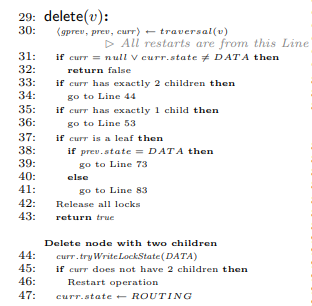 29: delete(v):
30: ⟨gprev, prev, curr⟩ ← traversal(v)
▷ All restarts are from this Line
31: if curr = null ∨ curr.state ≠ DATA then
32: return false
33: if curr has exactly 2 children then
34: go to Line 44
35: if curr has exactly 1 child then
36: go to Line 53
37: if curr is a leaf then
38: if prev.state = DATA then
39: go to Line 73
40: else
41: go to Line 83
42: Release all locks
43: return true
Delete node with two children
44: curr.tryWriteLockState(DATA)
45: if curr does not have 2 children then
46: Restart operation
47: curr.state ← ROUTING